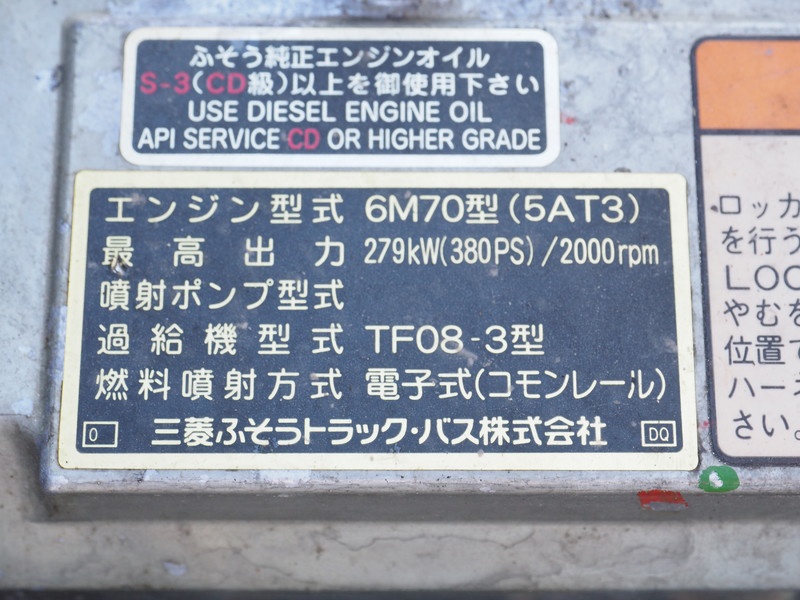 ふそう純正エンジンオイル
S-3(CD級)以上を御使用下さい
USE DIESEL ENGINE OIL
API SERVICE CD OR HIGHER GRADE
エンジン型式 6M70型(5AT3)
最高出力 279kW(380PS)/2000rpm
噴射ポンプ型式
過給機型式 TF08-3型
燃料噴射方式 電子式(コモンレール)
0 三菱ふそうトラック・バス株式会社 DQ
ロッカ
を行う
LOC
やむを
位置で
ハーネ
さい。